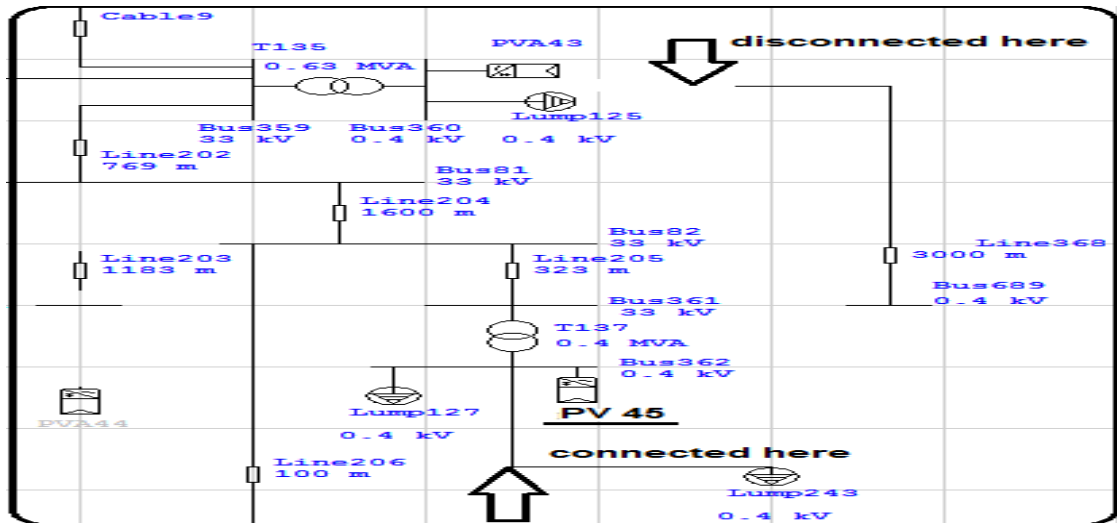 Cable9
T135
0.63 MVA
PVA43
disconnected here
Lump125
0.4 kV
Bus359
33 kV
Bus360
0.4 kV
Line202
769 m
Bus81
33 kV
Line204
1600 m
Bus82
33 kV
Line203
1183 m
Line205
323 m
Line368
3000 m
Bus689
0.4 kV
Bus361
33 kV
T137
0.4 MVA
Bus362
0.4 kV
PVA44
Lump127
0.4 kV
PV 45
connected here
Line206
100 m
Lump243
0.4 kV